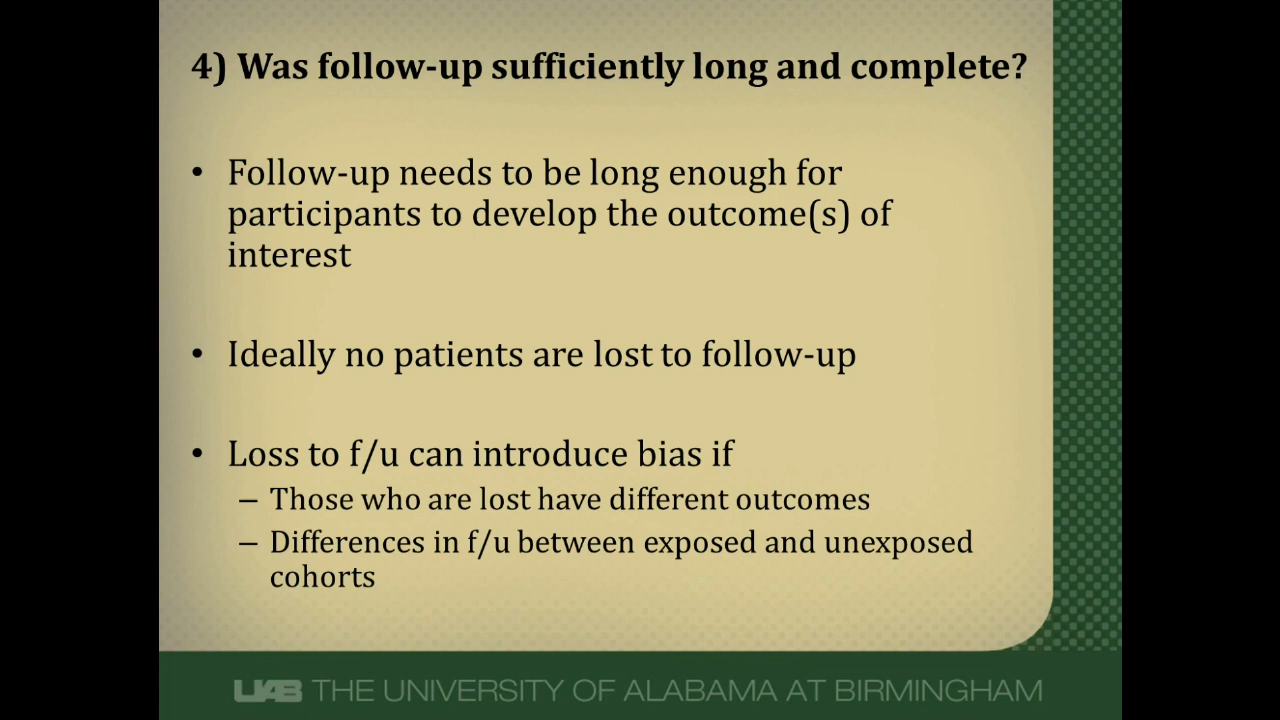 4) Was follow-up sufficiently long and complete?
• Follow-up needs to be long enough for
participants to develop the outcome(s) of
interest
• Ideally no patients are lost to follow-up
• Loss to f/u can introduce bias if
– Those who are lost have different outcomes
– Differences in f/u between exposed and unexposed
cohorts
UAB THE UNIVERSITY OF ALABAMA AT BIRMINGHAM